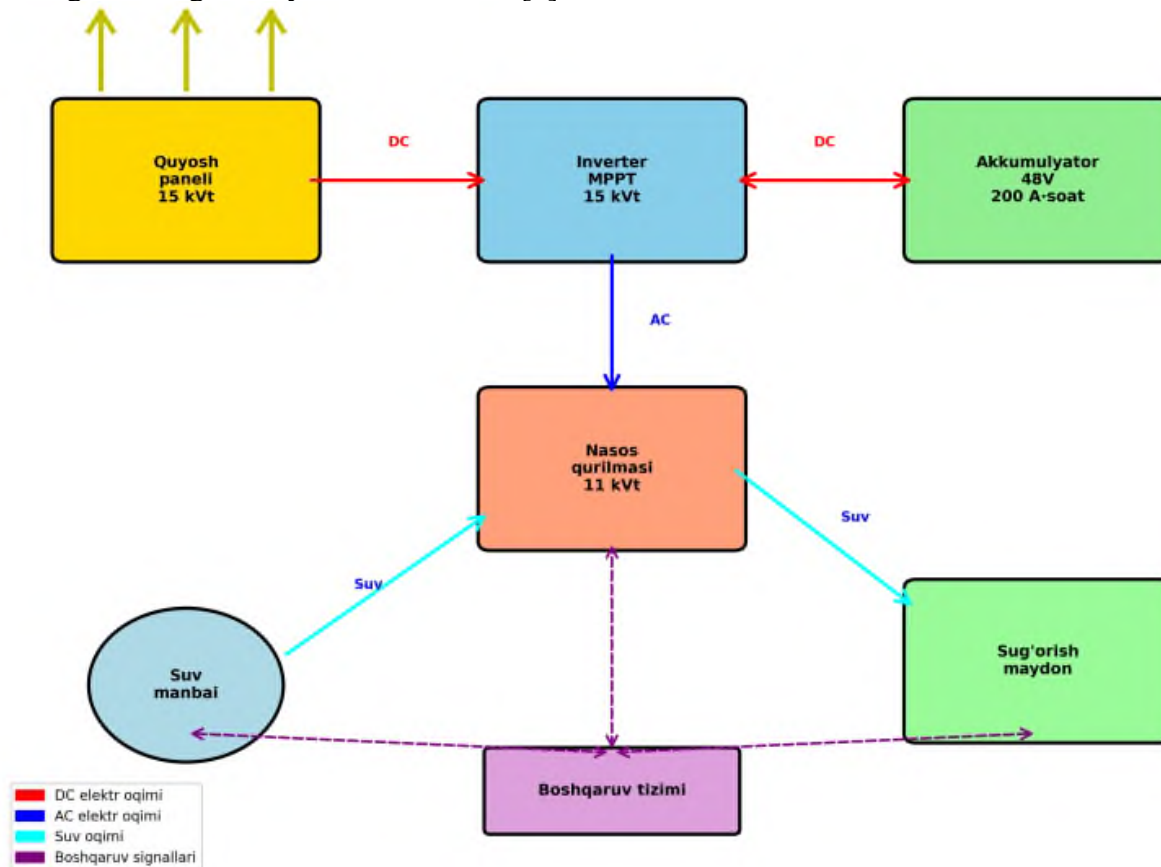 Quyosh
paneli
15 kVt
DC
Inverter
MPPT
15 kVt
DC
Akkumulyator
48V
200 A·soat
AC
Nasos
qurilmasi
11 kVt
Suv
Suv
Suv
manbai
Sug'orish
maydon
Boshqaruv tizimi
DC elektr oqimi
AC elektr oqimi
Suv oqimi
Boshqaruv signallari